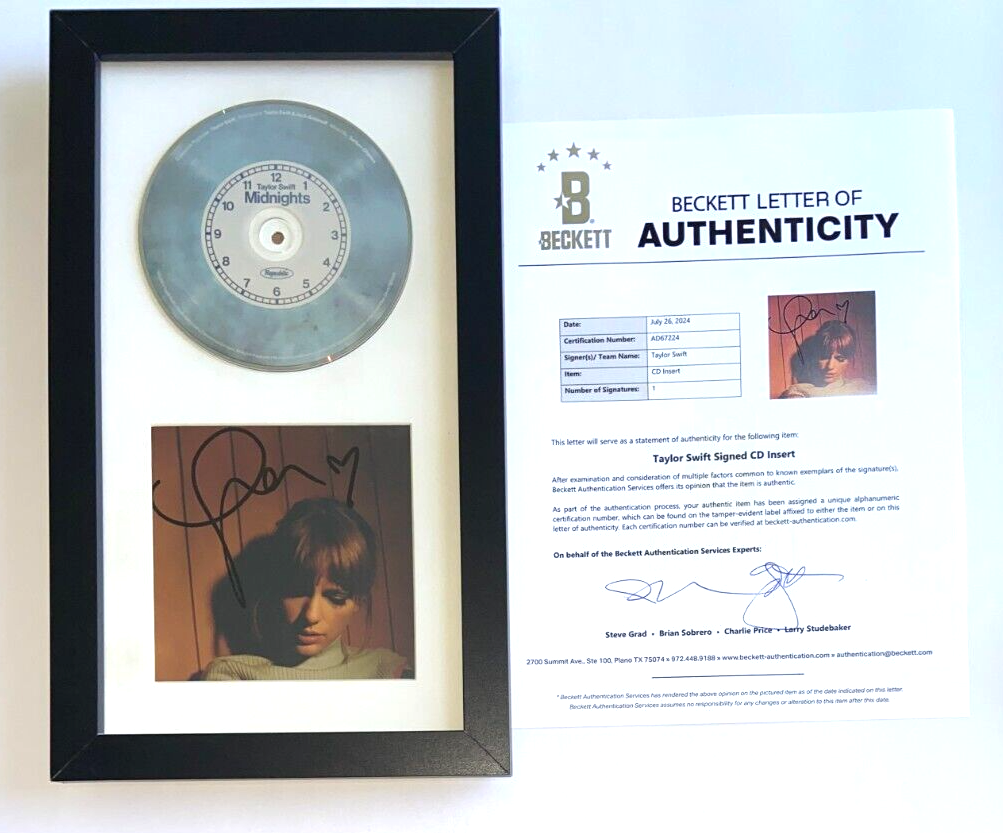 12
11 Taylor Swift 1
Midnights
10 2
9 3
8 4
Republic
7 5
6
BECKETT
BECKETT LETTER OF
AUTHENTICITY
Date: July 26, 2024
Certification Number: AD67224
Signer(s)/ Team Name: Taylor Swift
Item: CD Insert
Number of Signatures: 1
This letter will serve as a statement of authenticity for the following item:
Taylor Swift Signed CD Insert
After examination and consideration of multiple factors common to known exemplars of the signature(s),
Beckett Authentication Services offers its opinion that the item is authentic.
As part of the authentication process, your authentic item has been assigned a unique alphanumeric
certification number, which can be found on the tamper-evident label affixed to either the item or on this
letter of authenticity. Each certification number can be verified at beckett-authentication.com.
On behalf of the Beckett Authentication Services Experts:
Steve Grad • Brian Sobrero • Charlie Price • Larry Studebaker
2700 Summit Ave., Ste 100, Plano TX 75074 » 972.448.9188 » www.beckett-authentication.com » authentication@beckett.com
* Beckett Authentication Services has rendered the above opinion on the pictured item as of the date indicated on this letter.
Beckett Authentication Services assumes no responsibility for any changes or alteration to this item after this date.